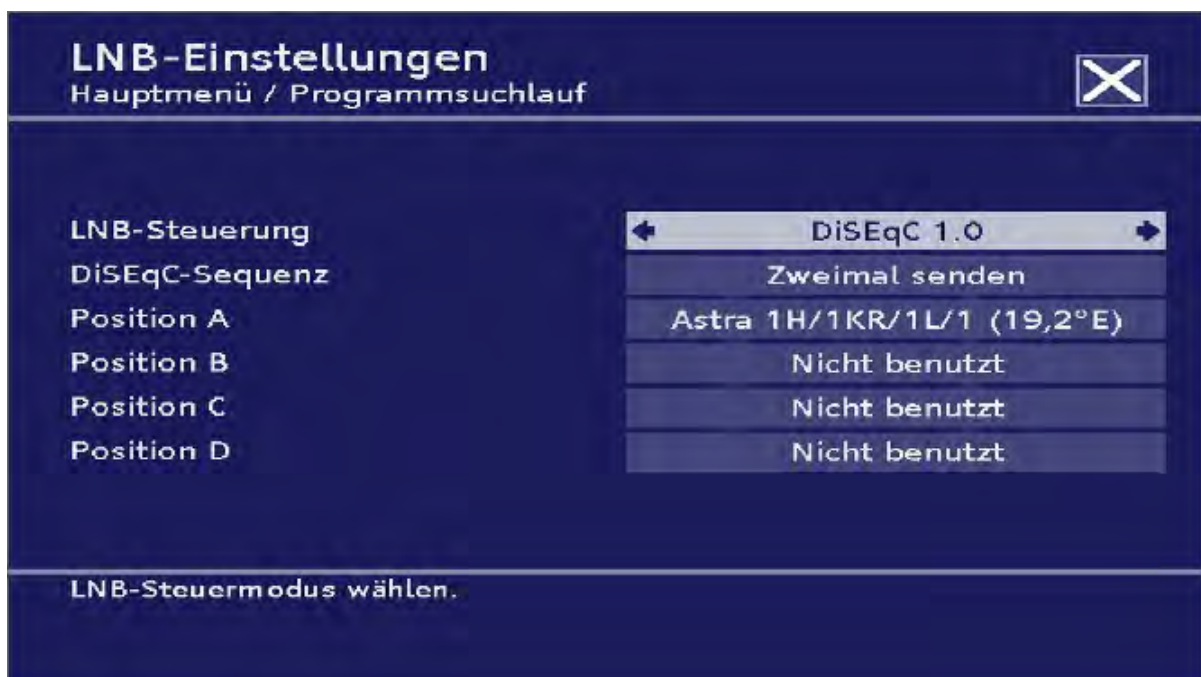 LNB-Einstellungen
Hauptmenü / Programmsuchlauf
LNB-Steuerung DiSEqC 1.0
DiSEqC-Sequenz Zweimal senden
Position A Astra 1H/1KR/1L/1 (19,2°E)
Position B Nicht benutzt
Position C Nicht benutzt
Position D Nicht benutzt
LNB-Steuermodus wählen.